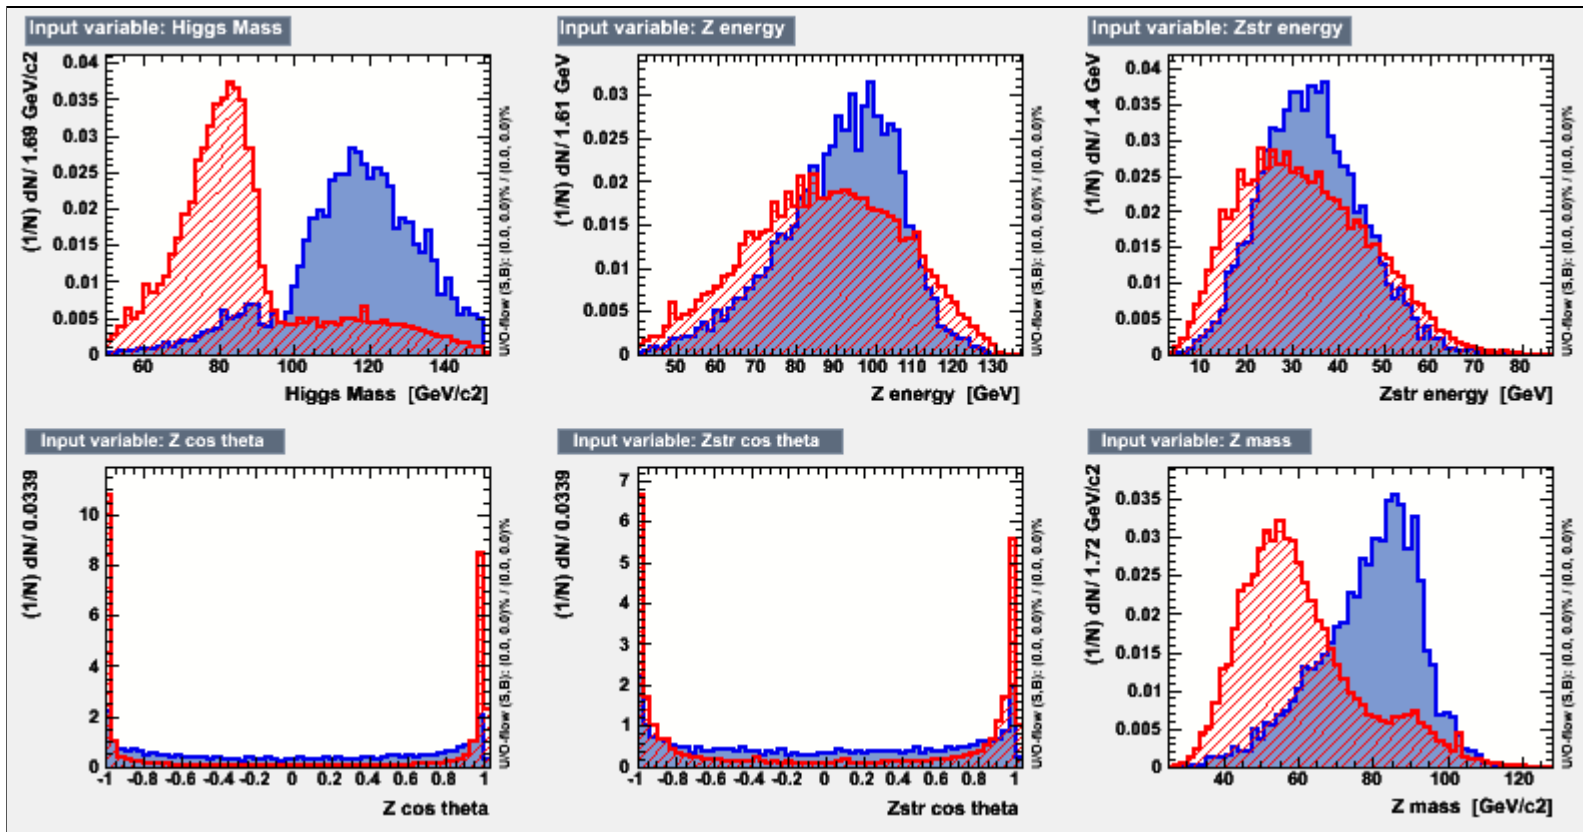 Input variable: Higgs Mass
(1/N) dN/ 1.69 GeV/c2
0.04
0.035
0.03
0.025
0.02
0.015
0.01
0.005
0
60 80 100 120 140
Higgs Mass [GeV/c2]
U/O-flow (S,B): (0.0, 0.0)% / (0.0, 0.0)%
Input variable: Z energy
(1/N) dN/ 1.61 GeV
0.03
0.025
0.02
0.015
0.01
0.005
0
50 60 70 80 90 100 110 120 130
Z energy [GeV]
U/O-flow (S,B): (0.0, 0.0)% / (0.0, 0.0)%
Input variable: Zstr energy
(1/N) dN/ 1.4 GeV
0.04
0.035
0.03
0.025
0.02
0.015
0.01
0.005
0
10 20 30 40 50 60 70 80
Zstr energy [GeV]
U/O-flow (S,B): (0.0, 0.0)% / (0.0, 0.0)%
Input variable: Z cos theta
(1/N) dN/ 0.0339
10
8
6
4
2
0
-1 -0.8 -0.6 -0.4 -0.2 0 0.2 0.4 0.6 0.8 1
Z cos theta
U/O-flow (S,B): (0.0, 0.0)% / (0.0, 0.0)%
Input variable: Zstr cos theta
(1/N) dN/ 0.0339
7
6
5
4
3
2
1
0
-1 -0.8 -0.6 -0.4 -0.2 0 0.2 0.4 0.6 0.8 1
Zstr cos theta
U/O-flow (S,B): (0.0, 0.0)% / (0.0, 0.0)%
Input variable: Z mass
(1/N) dN/ 1.72 GeV/c2
0.035
0.03
0.025
0.02
0.015
0.01
0.005
0
40 60 80 100 120
Z mass [GeV/c2]
U/O-flow (S,B): (0.0, 0.0)% / (0.0, 0.0)%